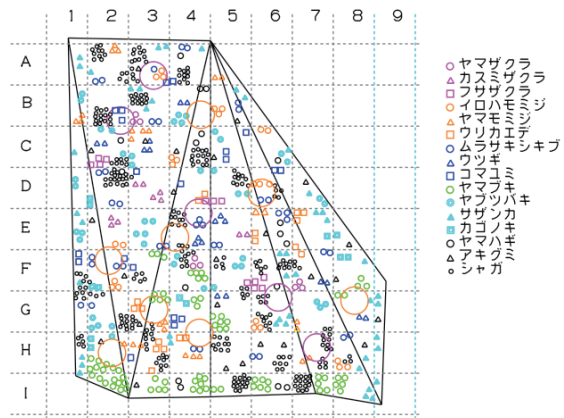 1 2 3 4 5 6 7 8 9
A
B
C
D
E
F
G
H
I
ヤマザクラ
カスミザクラ
フサザクラ
イロハモミジ
ヤマモミジ
ウリカエデ
ムラサキシキブ
ウツギ
コマユミ
ヤマブキ
ヤブツバキ
サザンカ
カゴノキ
ヤマハギ
アキグミ
シャガ